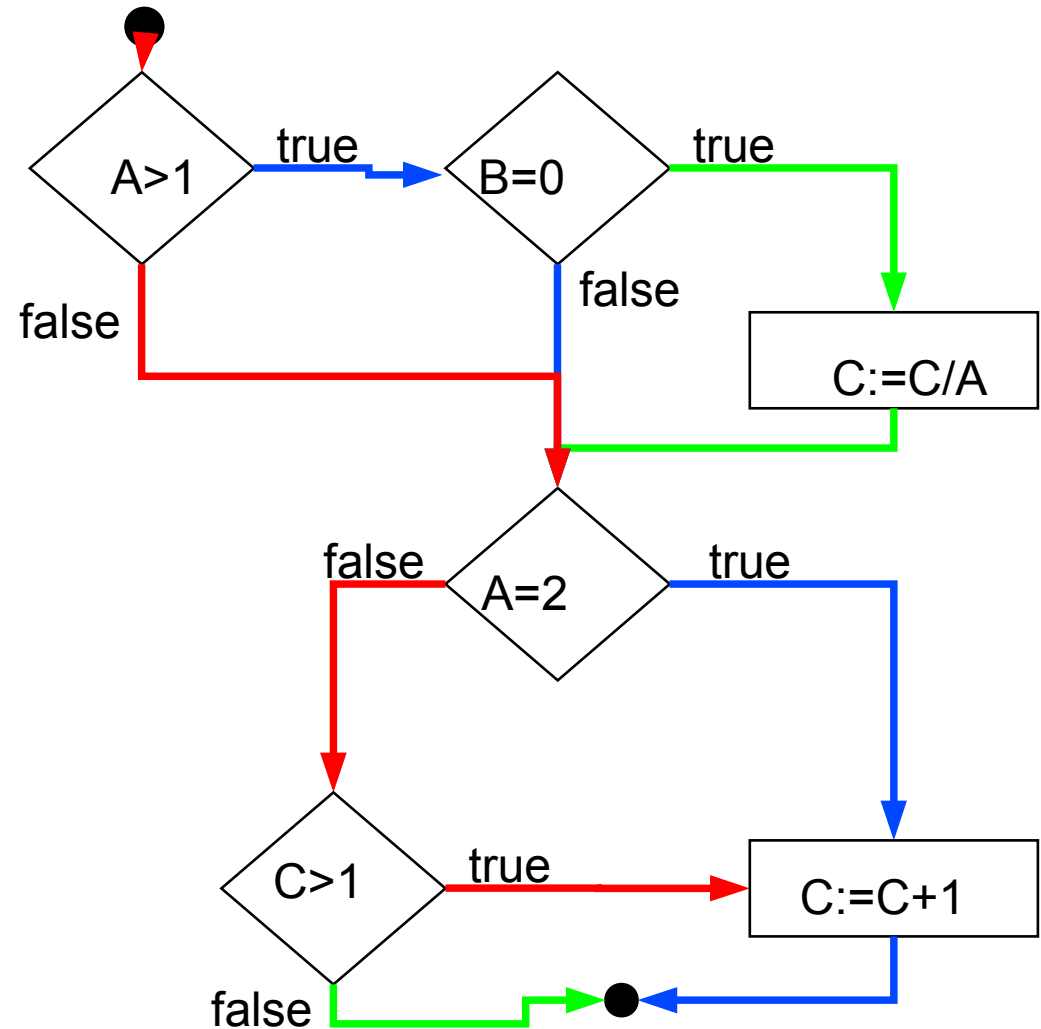 true
true
A>1
B=0
false
false
C:=C/A
false
true
A=2
true
C>1
C:=C+1
false